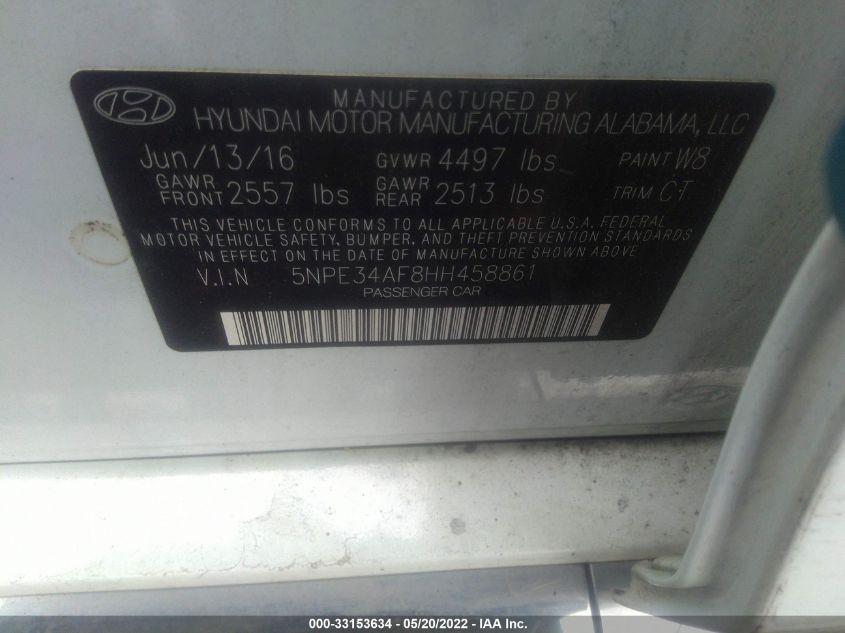 MANUFACTURED BY
HYUNDAI MOTOR MANUFACTURING ALABAMA, LLC
Jun/13/16 GVWR 4497 lbs PAINT W8
GAWR FRONT 2557 lbs GAWR REAR 2513 lbs TRIM CT
THIS VEHICLE CONFORMS TO ALL APPLICABLE U.S.A. FEDERAL
MOTOR VEHICLE SAFETY, BUMPER, AND THEFT PREVENTION STANDARDS
IN EFFECT ON THE DATE OF MANUFACTURE SHOWN ABOVE
V.I.N 5NPE34AF8HH458861
PASSENGER CAR
000-33153634 - 05/20/2022 - IAA Inc.